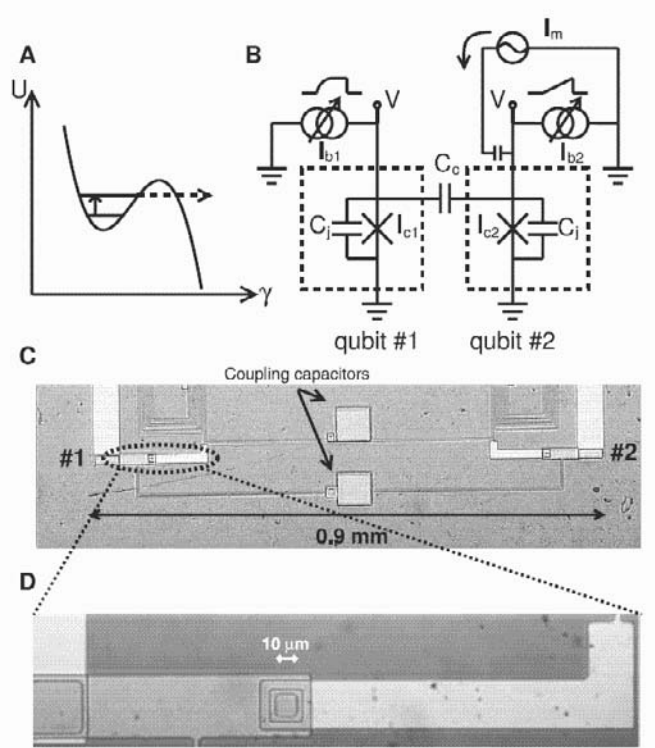 A
U
γ
B
I_m
V
V
I_b1
I_b2
C_c
C_j
I_c1
I_c2
C_j
qubit #1
qubit #2
C
Coupling capacitors
#1
#2
0.9 mm
D
10 μm